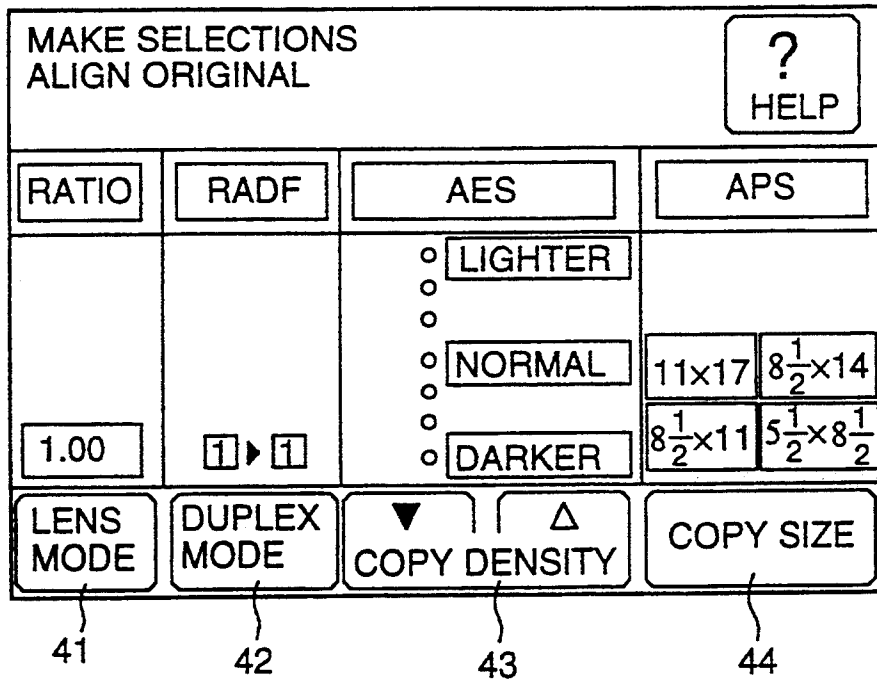 MAKE SELECTIONS
ALIGN ORIGINAL
?
HELP
RATIO RADF AES APS
LIGHTER
NORMAL
DARKER
11×17 8½×14
8½×11 5½×8½
1.00 1 ▶ 1
LENS
MODE
DUPLEX
MODE
▼ △
COPY DENSITY
COPY SIZE
41 42 43 44